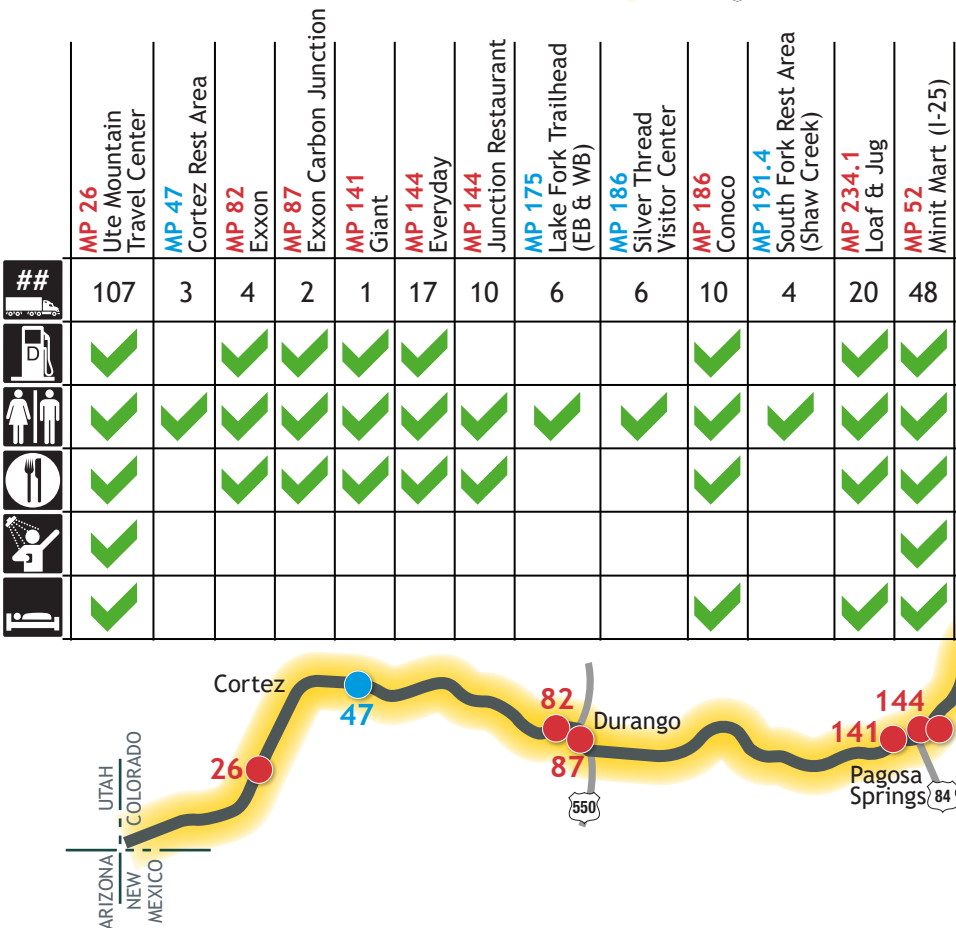 MP 26
Ute Mountain
Travel Center
MP 47
Cortez Rest Area
MP 82
Exxon
MP 87
Exxon Carbon Junction
MP 141
Giant
MP 144
Everyday
MP 144
Junction Restaurant
MP 175
Lake Fork Trailhead
(EB & WB)
MP 186
Silver Thread
Visitor Center
MP 186
Conoco
MP 191.4
South Fork Rest Area
(Shaw Creek)
MP 234.1
Loaf & Jug
MP 52
Minit Mart (I-25)
## 107 3 4 2 1 17 10 6 6 10 4 20 48
D
Cortez
47
26
82
Durango
87
550
144
141
Pagosa
Springs
84
UTAH
COLORADO
ARIZONA
NEW
MEXICO